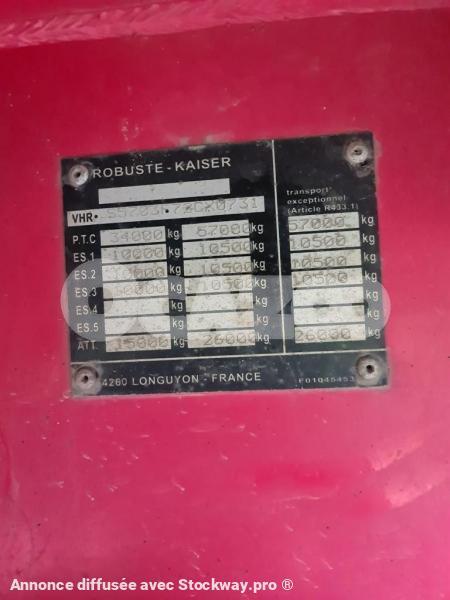 ROBUSTE - KAISER
VHR.
transport
exceptionnel
(Article R433.1)
P.T.C 34000 kg 67000 kg 57000 kg
ES.1 10000 kg 10500 kg 10500 kg
ES.2 kg 10500 kg 10500 kg
ES.3 kg 10500 kg 10500 kg
ES.4 kg kg kg
ES.5 kg kg kg
ATT. 15000 kg 26000 kg 26000 kg
4260 LONGUYON - FRANCE
F01045453
Annonce diffusée avec Stockway.pro ®